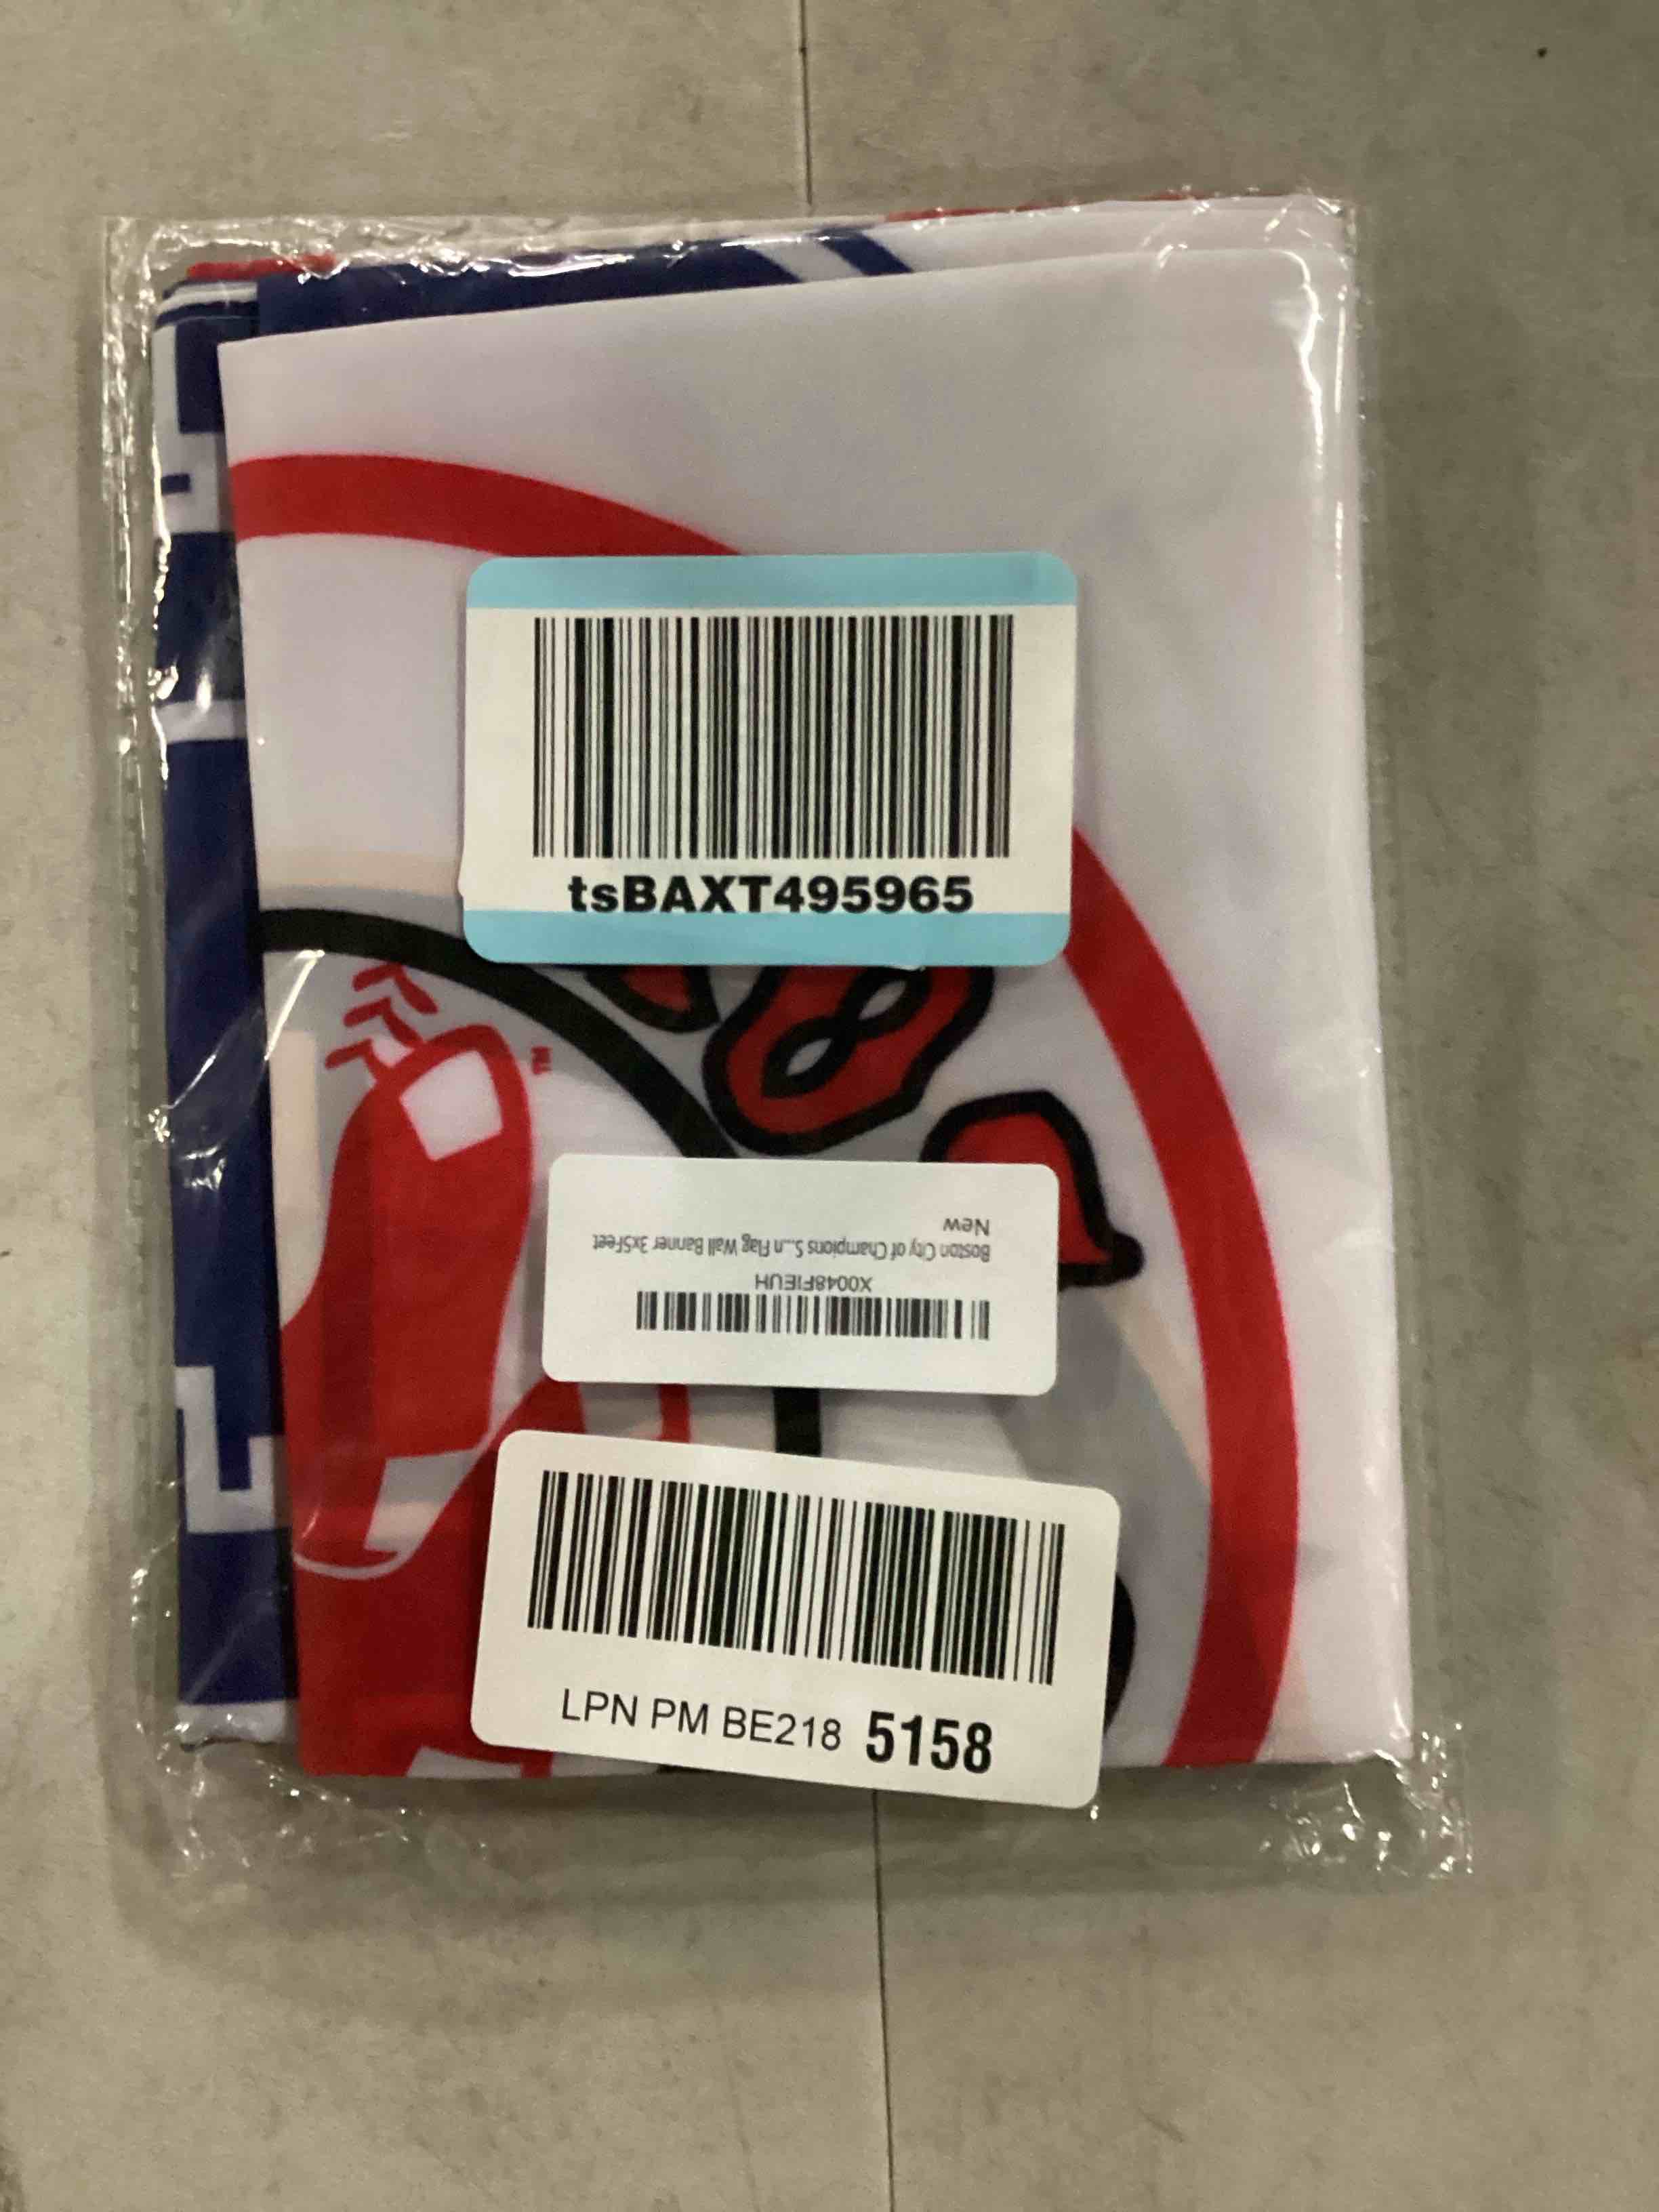 tsBAXT495965
X0048FIEUH
Boston City of Champions S...n Flag Wall Banner 3x5Feet
New
LPN PM BE218 5158